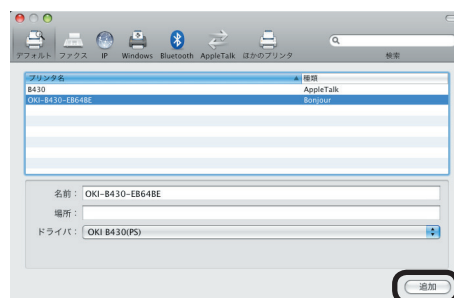 デフォルト ファクス IP Windows Bluetooth AppleTalk ほかのプリンタ 検索
プリンタ名 種類
B430 AppleTalk
OKI-B430-EB64BE Bonjour
名前： OKI-B430-EB64BE
場所：
ドライバ： OKI B430(PS)
追加